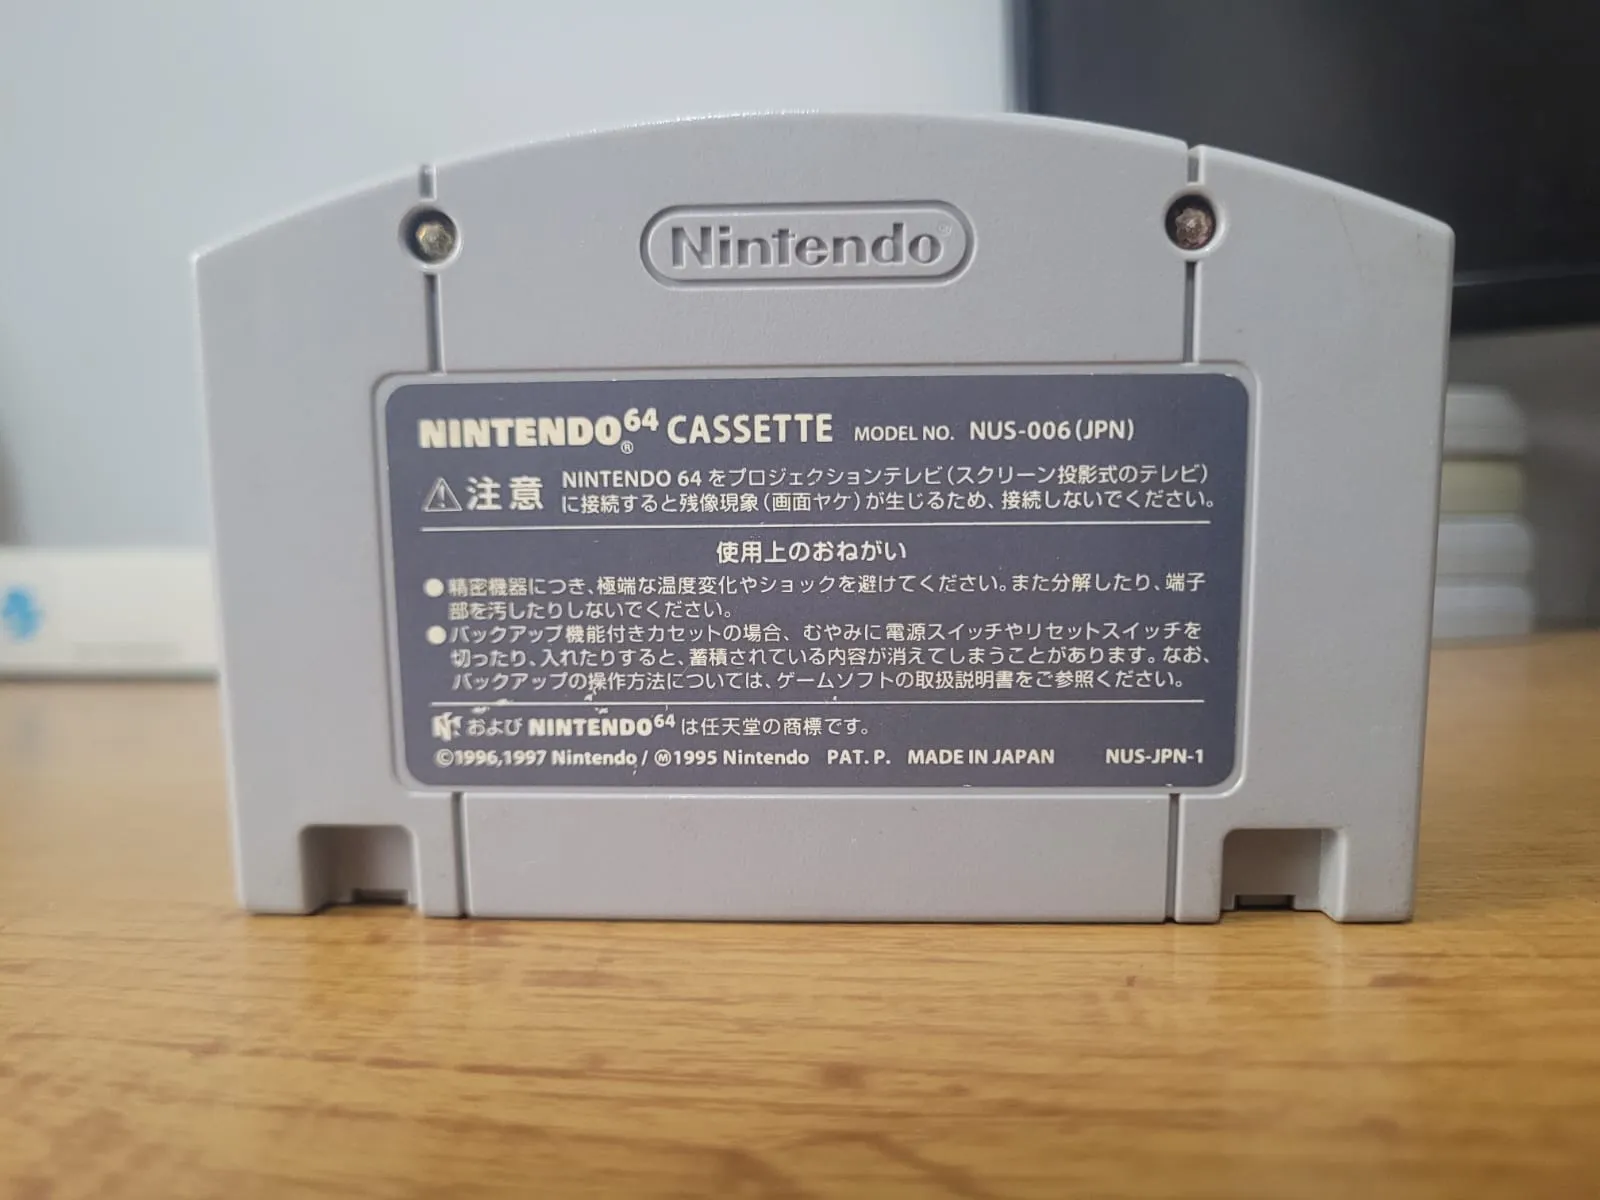 Nintendo®
NINTENDO64® CASSETTE MODEL NO. NUS-006(JPN)
⚠注意 NINTENDO 64 をプロジェクションテレビ(スクリーン投影式のテレビ)
に接続すると残像現象(画面ヤケ)が生じるため、接続しないでください。
使用上のおねがい
●精密機器につき、極端な温度変化やショックを避けてください。また分解したり、端子
部を汚したりしないでください。
●バックアップ機能付きカセットの場合、むやみに電源スイッチやリセットスイッチを
切ったり、入れたりすると、蓄積されている内容が消えてしまうことがあります。なお、
バックアップの操作方法については、ゲームソフトの取扱説明書をご参照ください。
および NINTENDO64 は任天堂の商標です。
©1996,1997 Nintendo / Ⓜ1995 Nintendo PAT. P. MADE IN JAPAN NUS-JPN-1